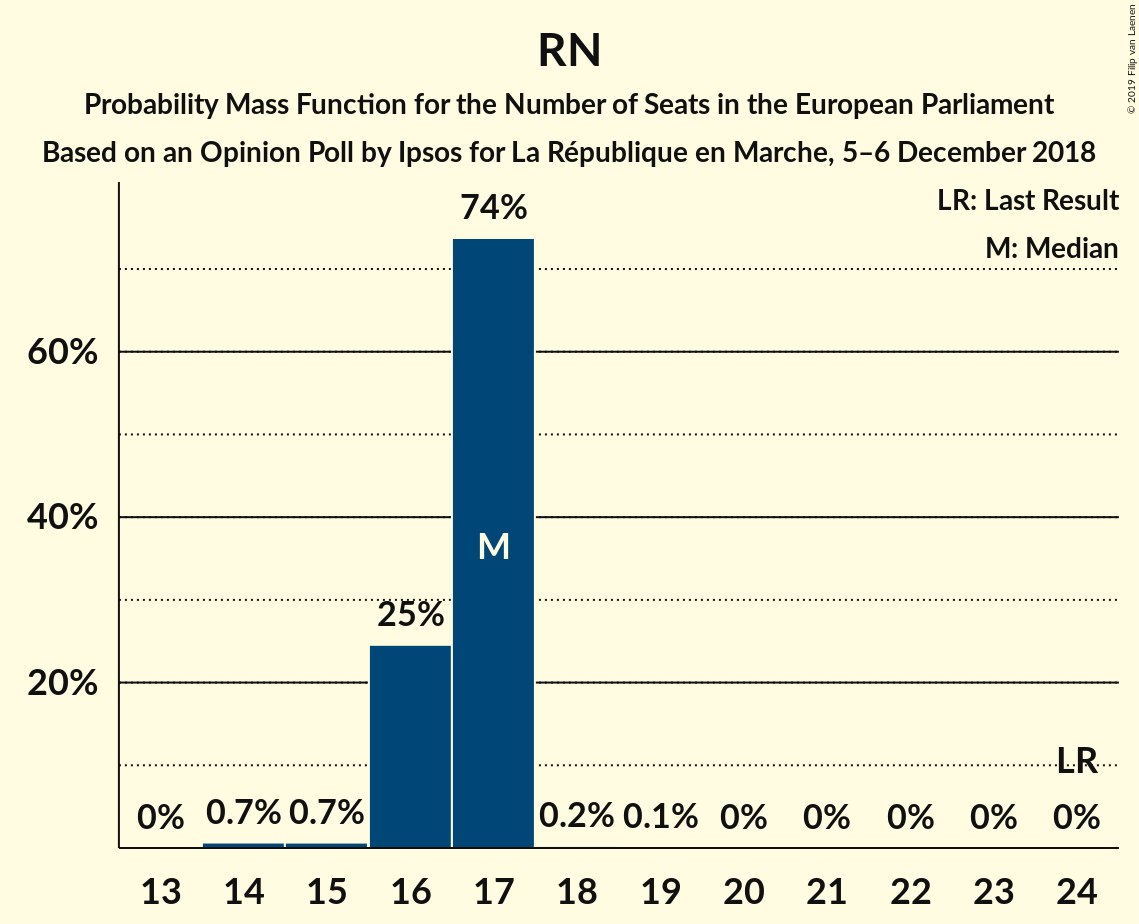 RN
Probability Mass Function for the Number of Seats in the European Parliament
Based on an Opinion Poll by Ipsos for La République en Marche, 5–6 December 2018
© 2019 Filip van Laenen
LR: Last Result
M: Median
74%
60%
40%
M
25%
20%
LR
0% 0.7% 0.7% 0.2% 0.1% 0% 0% 0% 0% 0%
13 14 15 16 17 18 19 20 21 22 23 24